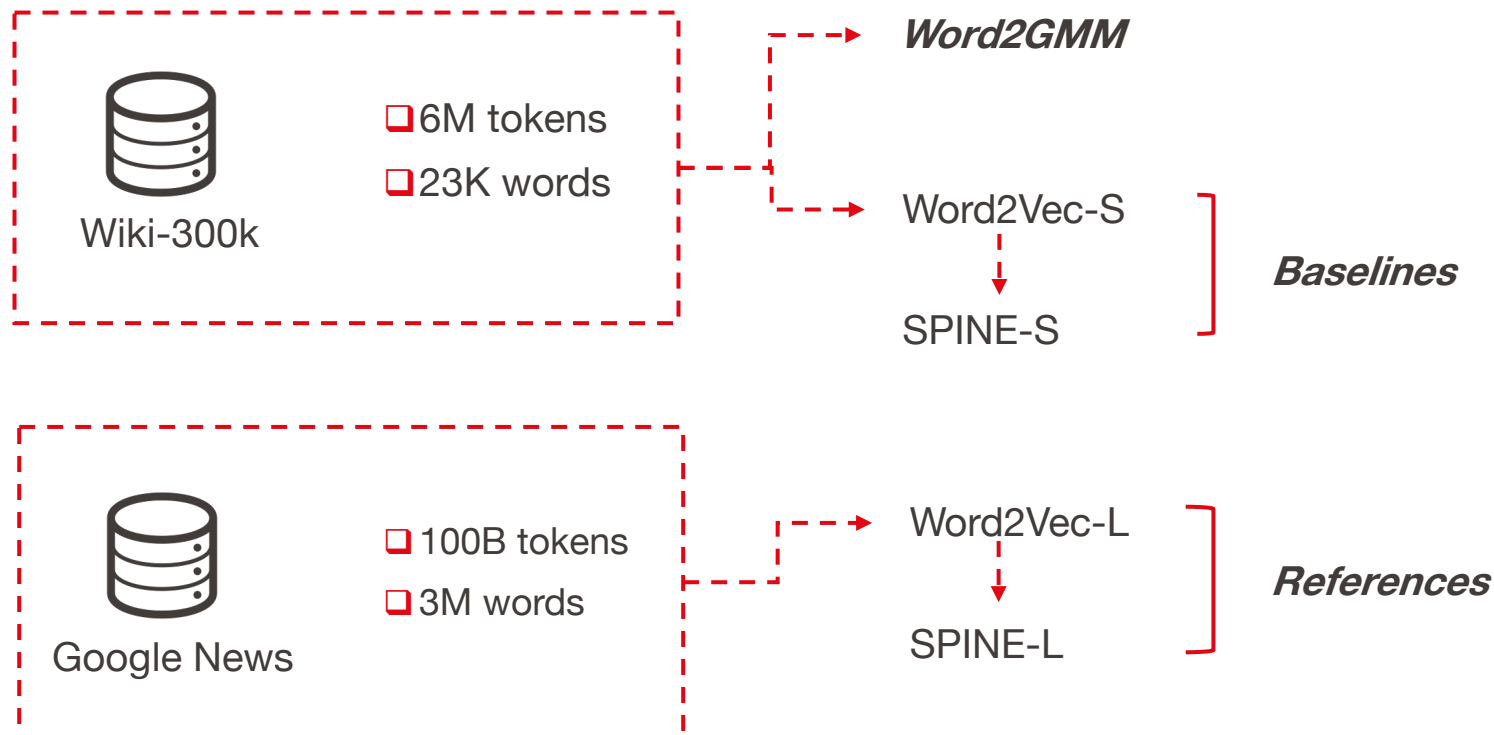 Word2GMM
6M tokens
23K words
Wiki-300k
Word2Vec-S
Baselines
SPINE-S
100B tokens
3M words
Google News
Word2Vec-L
References
SPINE-L